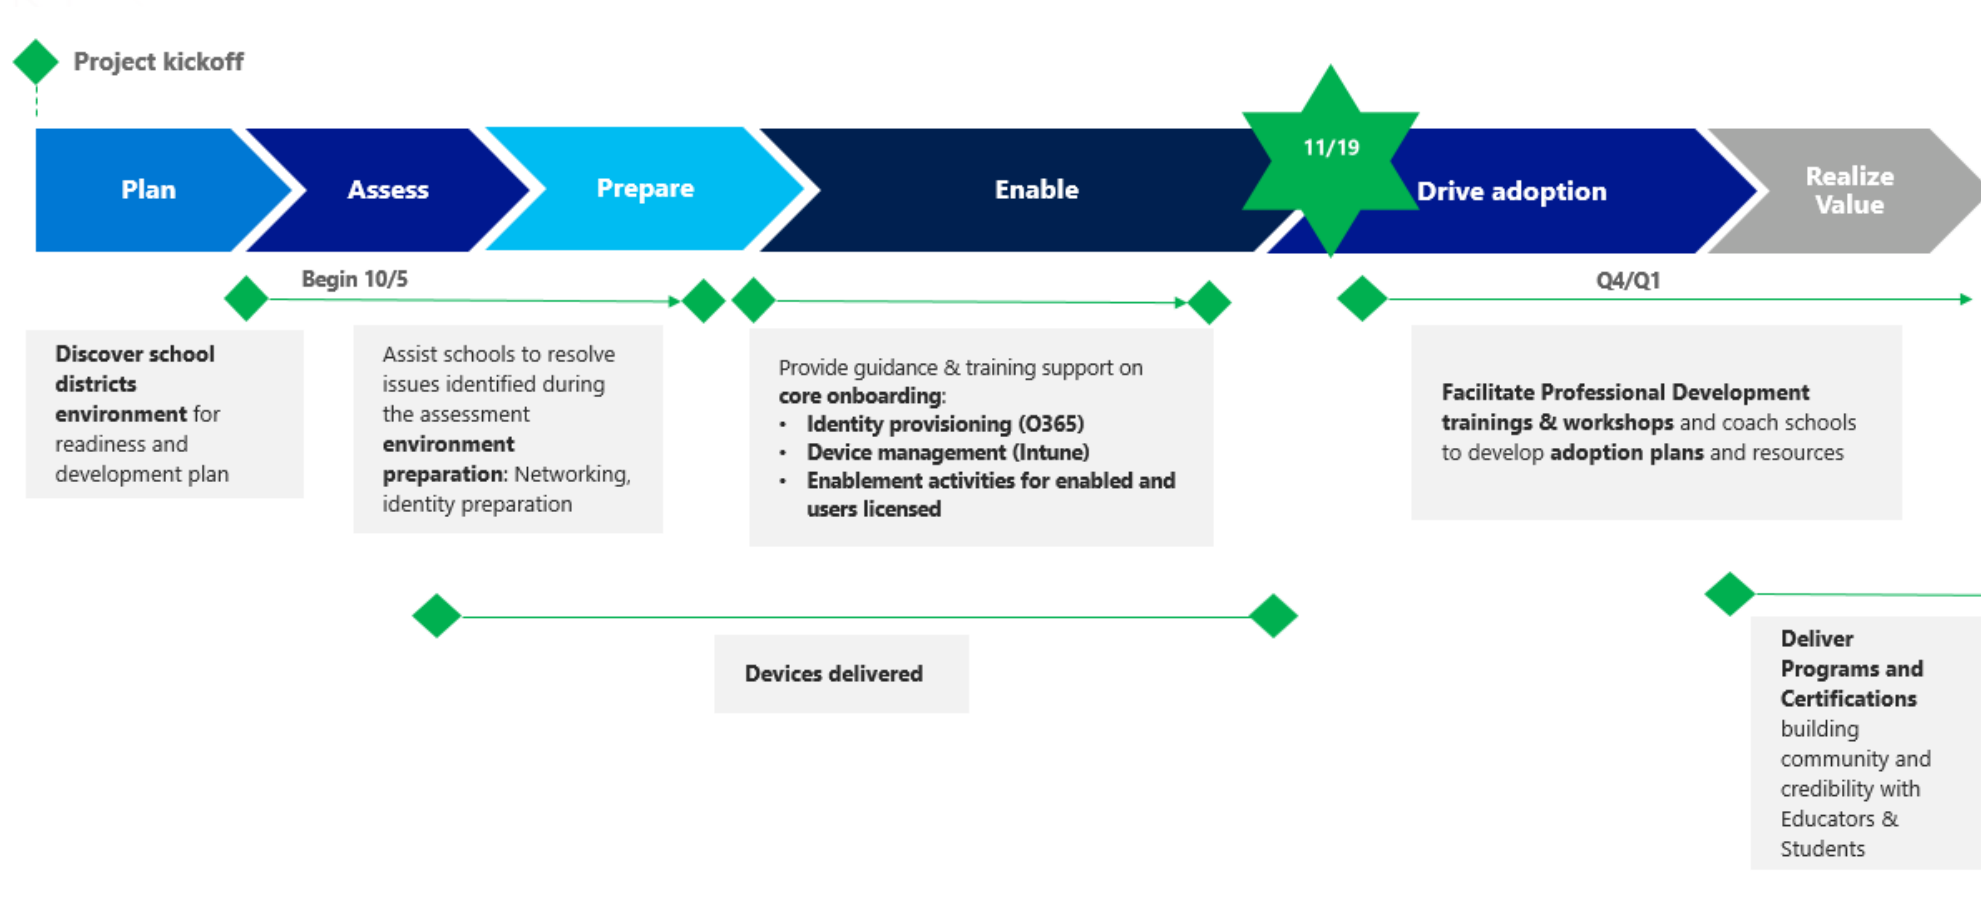 Project kickoff
11/19
Plan
Assess
Prepare
Enable
Drive adoption
Realize
Value
Begin 10/5
Q4/Q1
Discover school
districts
environment for
readiness and
development plan
Assist schools to resolve
issues identified during
the assessment
environment
preparation: Networking,
identity preparation
Provide guidance & training support on
core onboarding:
• Identity provisioning (O365)
• Device management (Intune)
• Enablement activities for enabled and
users licensed
Facilitate Professional Development
trainings & workshops and coach schools
to develop adoption plans and resources
Devices delivered
Deliver
Programs and
Certifications
building
community and
credibility with
Educators &
Students